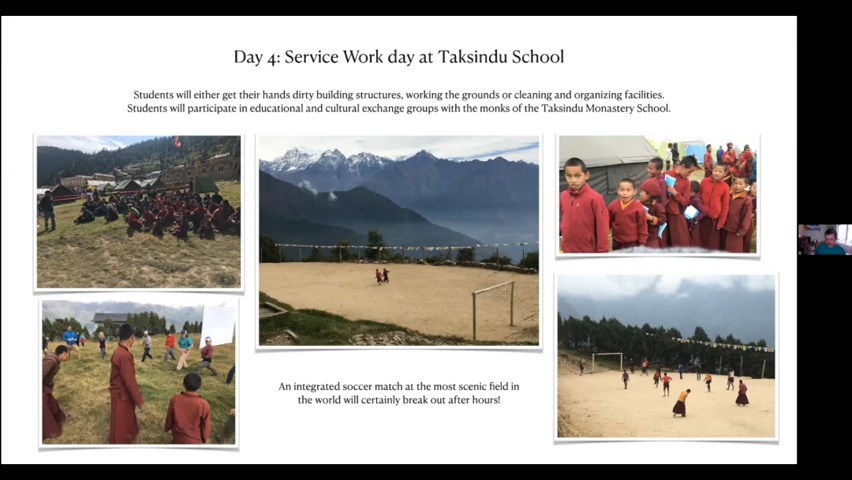 Day 4: Service Work day at Taksindu School
Students will either get their hands dirty building structures, working the grounds or cleaning and organizing facilities.
Students will participate in educational and cultural exchange groups with the monks of the Taksindu Monastery School.
An integrated soccer match at the most scenic field in
the world will certainly break out after hours!